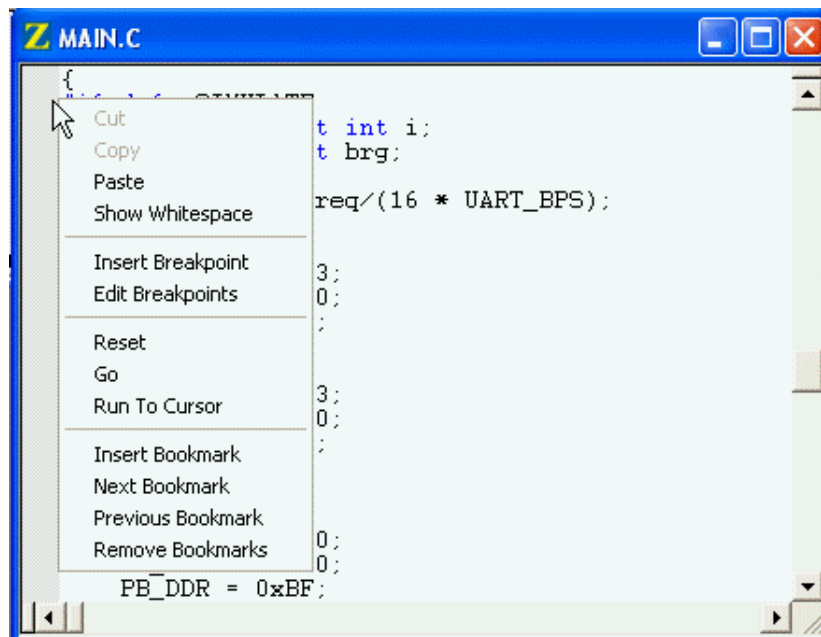 Z MAIN.C
{
Cut
t int i;
Copy
t brg;
Paste
Show Whitespace
req/(16 * UART_BPS);
Insert Breakpoint
3;
Edit Breakpoints
0;
;
Reset
Go
3;
Run To Cursor
0;
;
Insert Bookmark
Next Bookmark
Previous Bookmark
0;
Remove Bookmarks
0;
PB_DDR = 0xBF;